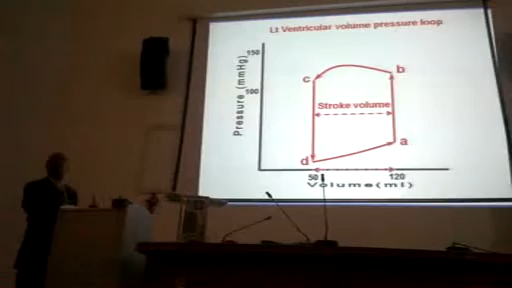 Lt Ventricular volume pressure loop
150
Pressure (mmHg)
100
c
b
Stroke volume
a
d
50
120
Volume(ml)